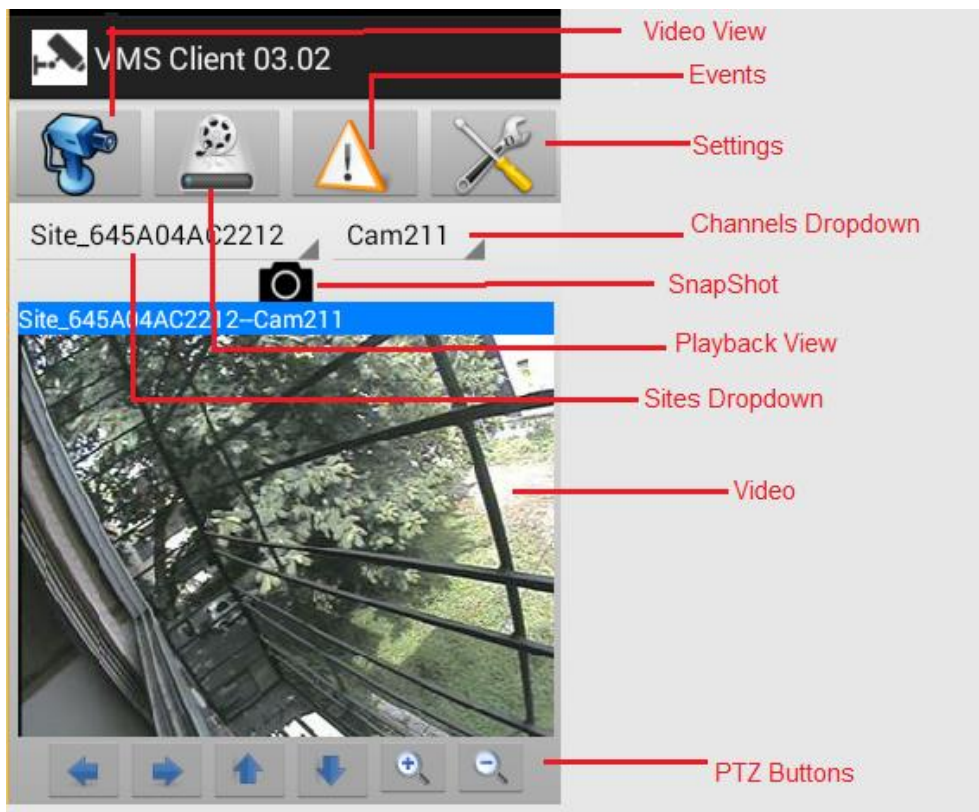 Video View
VMS Client 03.02
Events
Settings
Site_645A04AC2212
Cam211
Channels Dropdown
SnapShot
Site_645A04AC2212--Cam211
Playback View
Sites Dropdown
Video
PTZ Buttons